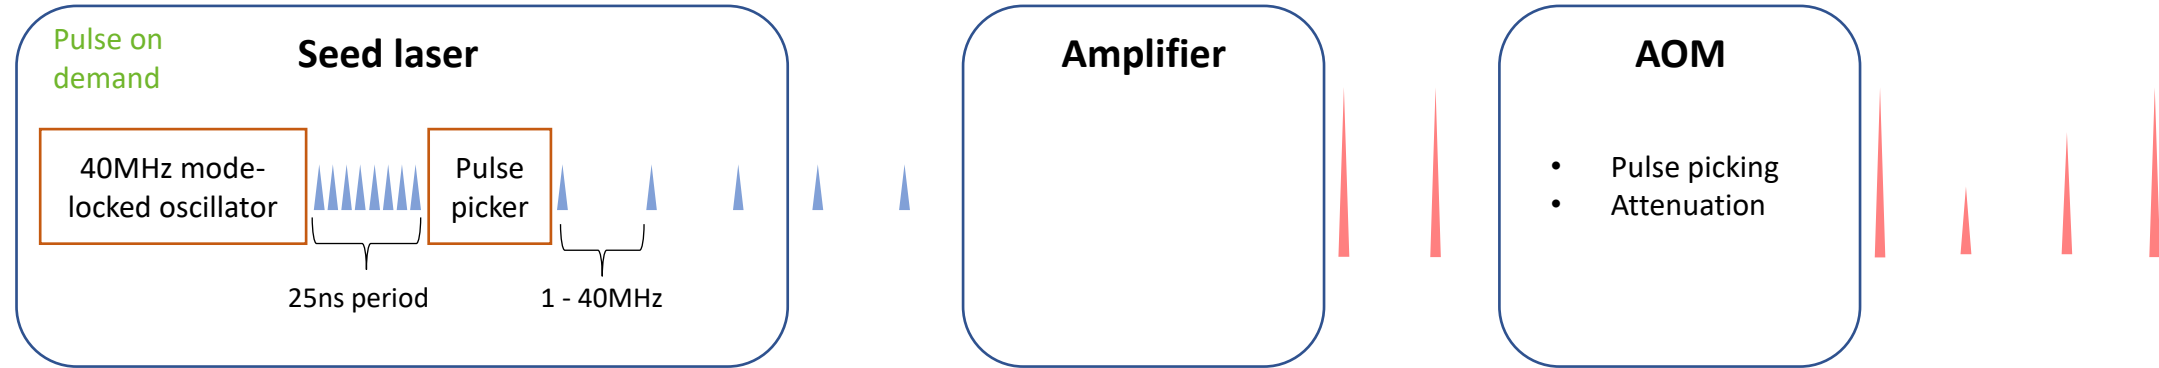 Pulse on
demand
Seed laser
40MHz mode-
locked oscillator
Pulse
picker
25ns period
1 - 40MHz
Amplifier
AOM
• Pulse picking
• Attenuation